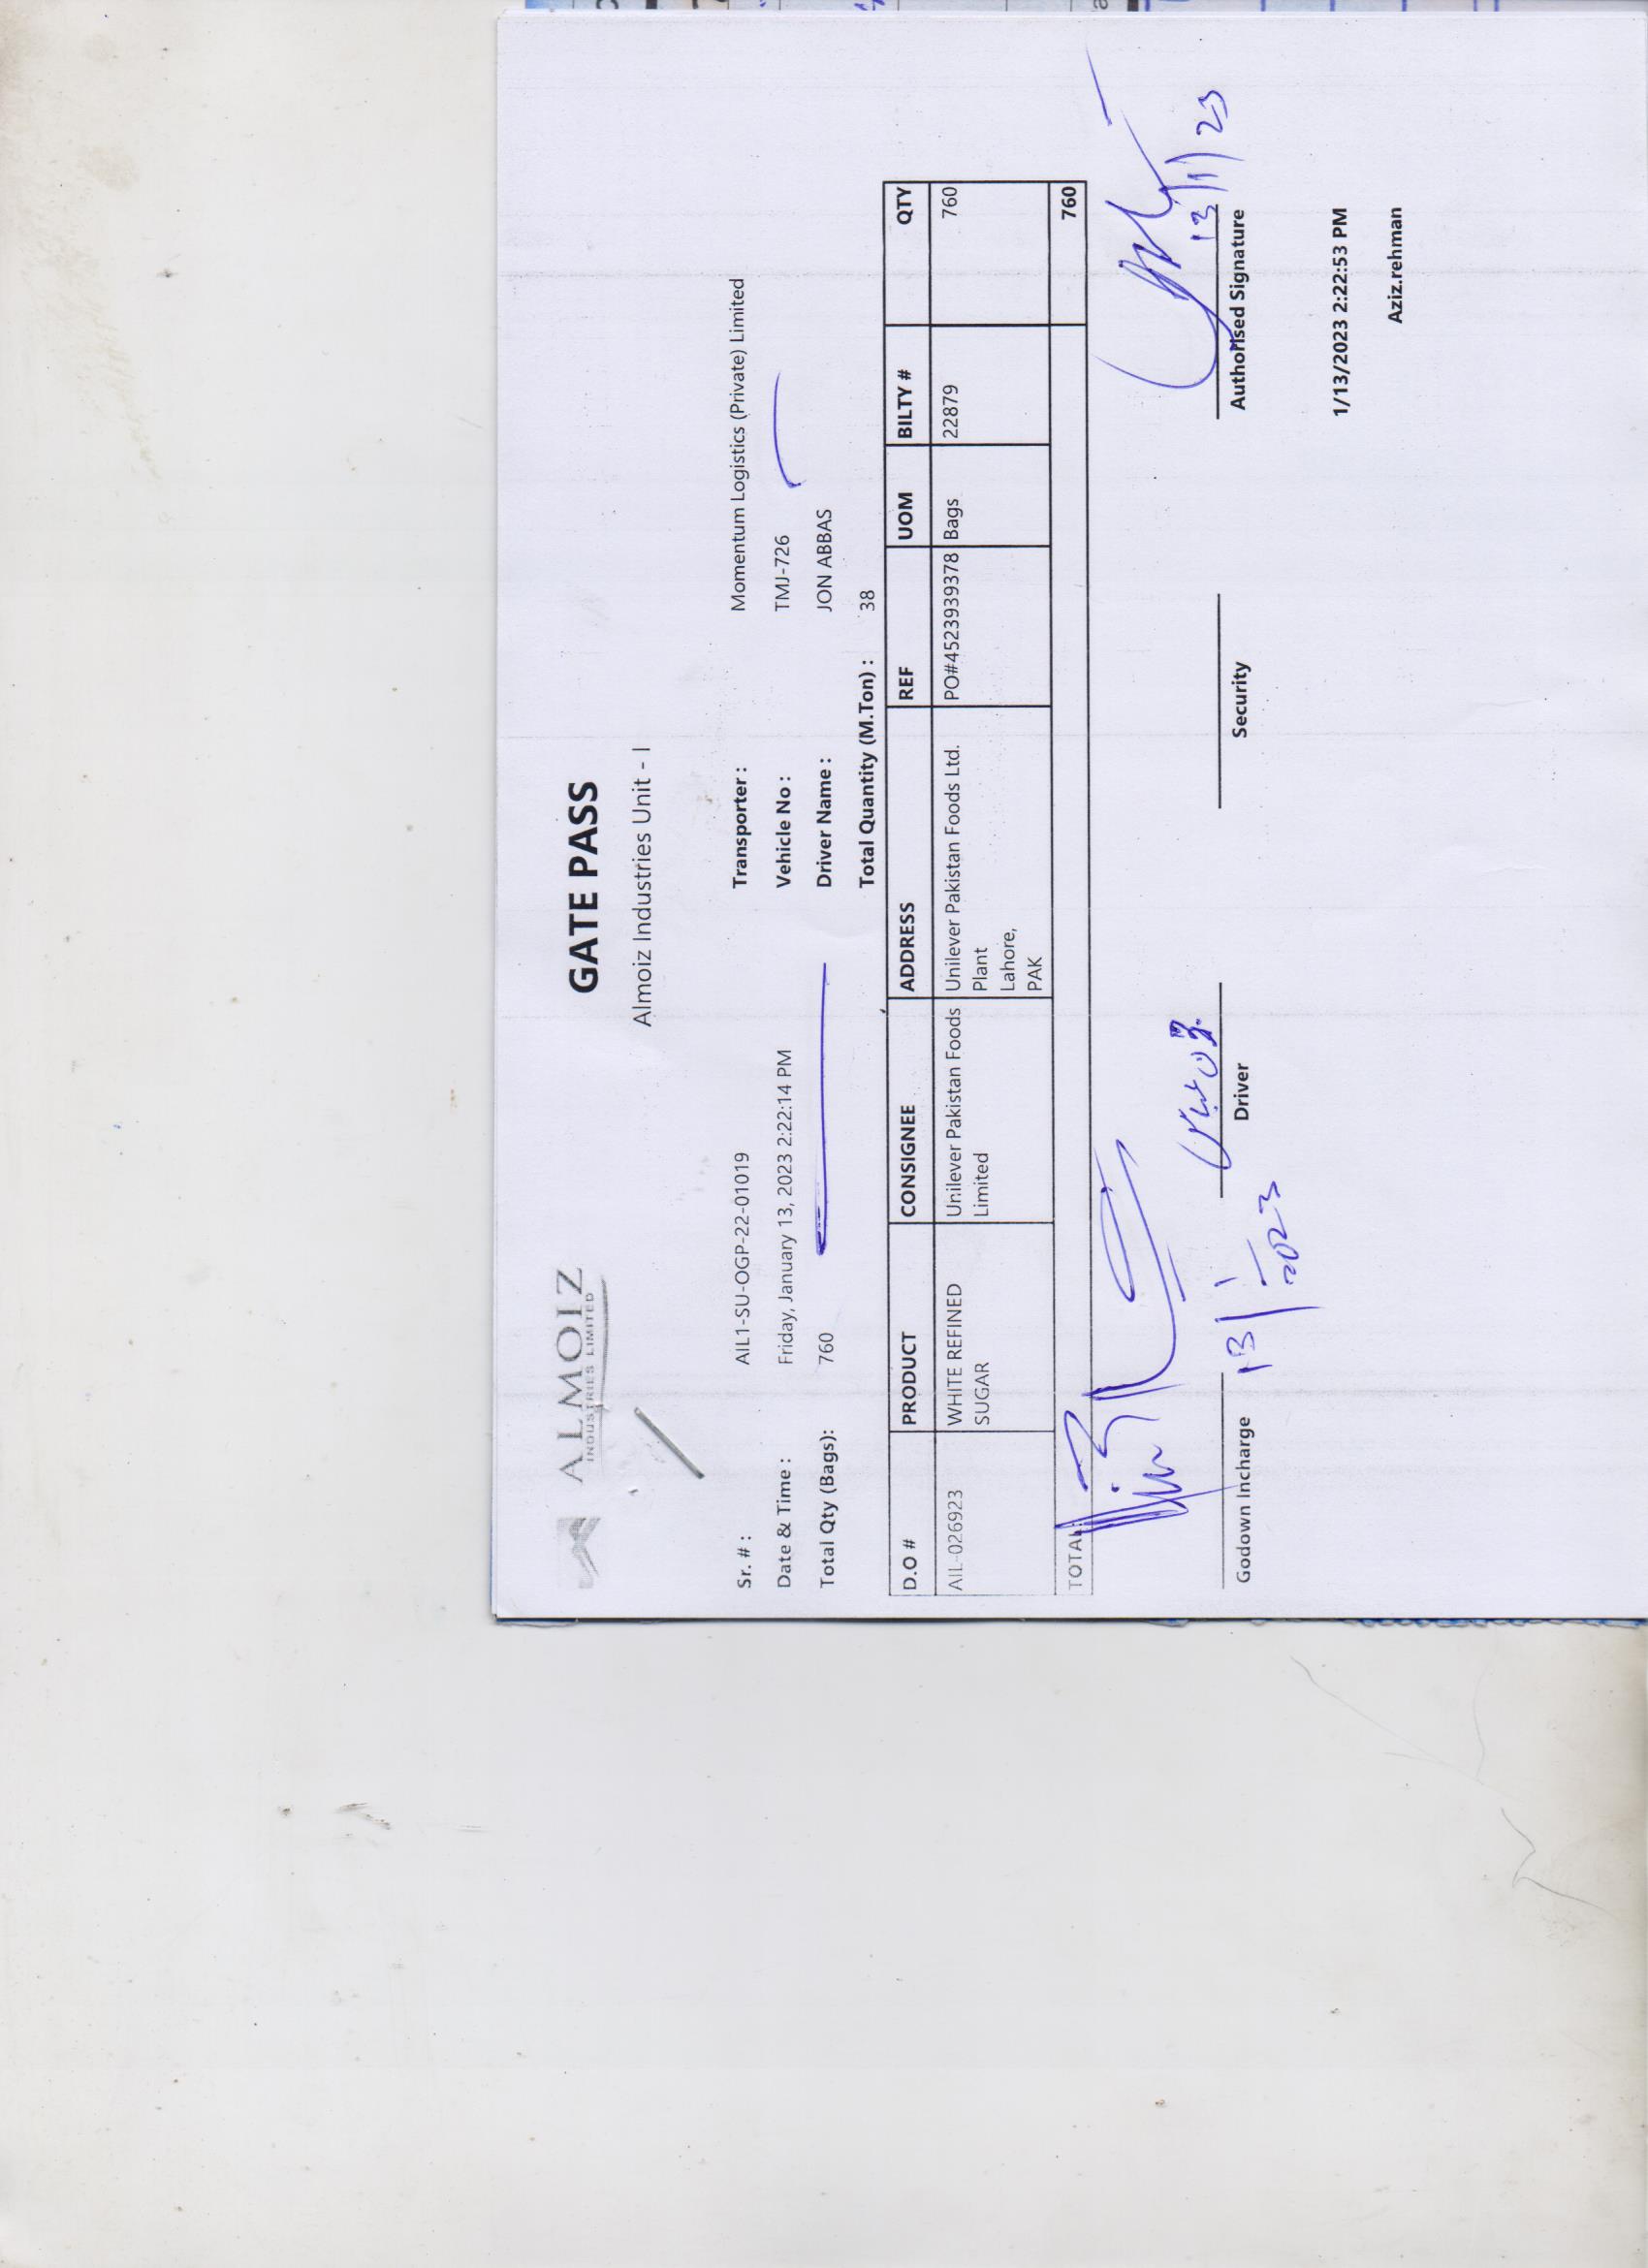 ALMOIZ
INDUSTRIES LIMITED
GATE PASS
Almoiz Industries Unit - I
Sr. # : AIL1-SU-OGP-22-01019 Transporter : Momentum Logistics (Private) Limited
Date & Time : Friday, January 13, 2023 2:22:14 PM Vehicle No : TMJ-726
Total Qty (Bags): 760 Driver Name : JON ABBAS
Total Quantity (M.Ton) : 38
D.O # PRODUCT CONSIGNEE ADDRESS REF UOM BILTY # QTY
AIL-026923 WHITE REFINED Unilever Pakistan Foods Unilever Pakistan Foods Ltd. PO#4523939378 Bags 22879 760
SUGAR Limited Plant
Lahore,
PAK
TOTAL: 760
13/1/23
Godown Incharge Driver Security Authorised Signature
13/1/2023
1/13/2023 2:22:53 PM
Aziz.rehman